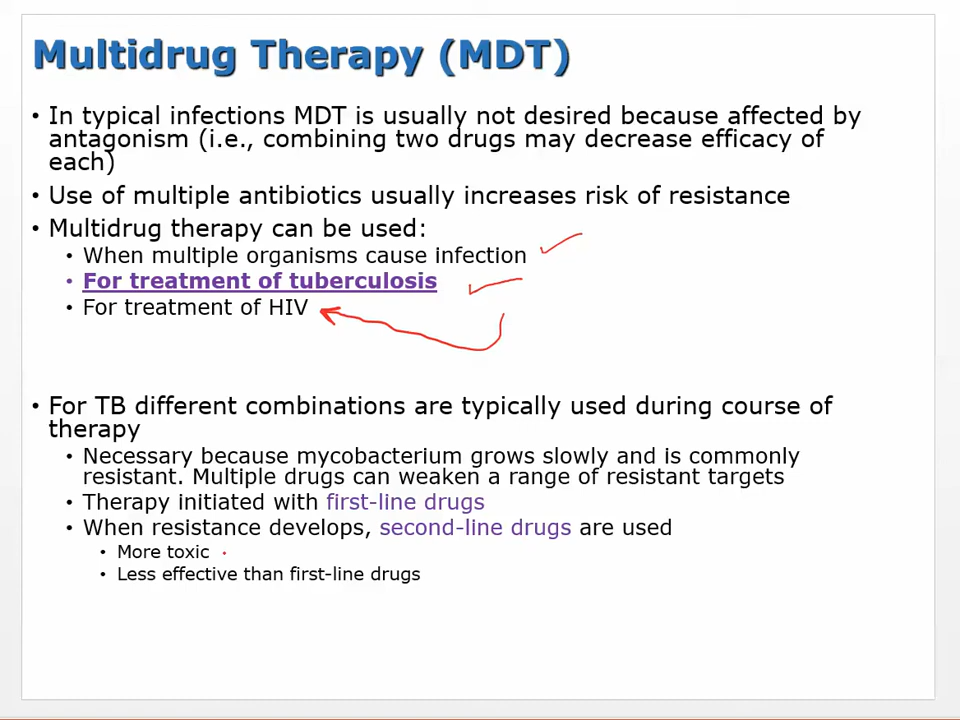 Multidrug Therapy (MDT)
• In typical infections MDT is usually not desired because affected by
antagonism (i.e., combining two drugs may decrease efficacy of
each)
• Use of multiple antibiotics usually increases risk of resistance
• Multidrug therapy can be used:
• When multiple organisms cause infection
• For treatment of tuberculosis
• For treatment of HIV
• For TB different combinations are typically used during course of
therapy
• Necessary because mycobacterium grows slowly and is commonly
resistant. Multiple drugs can weaken a range of resistant targets
• Therapy initiated with first-line drugs
• When resistance develops, second-line drugs are used
• More toxic
• Less effective than first-line drugs